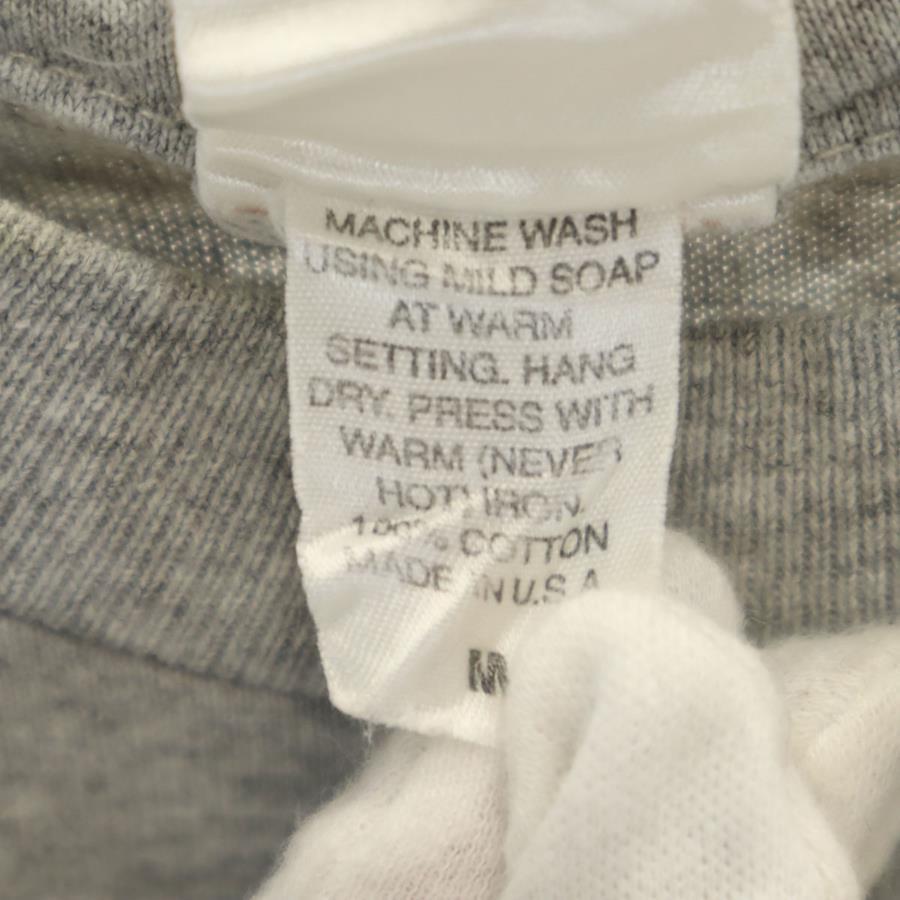 MACHINE WASH
USING MILD SOAP
AT WARM
SETTING. HANG
DRY. PRESS WITH
WARM (NEVER
HOT) IRON.
100% COTTON
MADE IN U.S.A
M